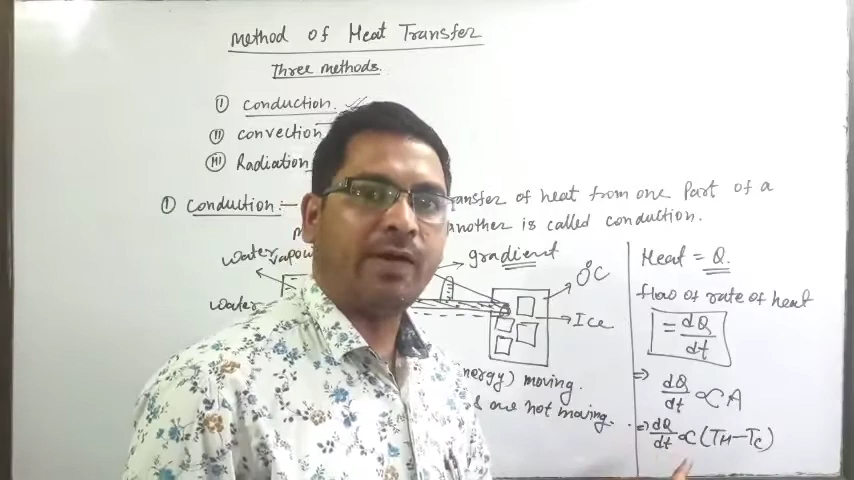 Method of Heat Transfer
Three methods.
(I) conduction.
(II) convection
(III) Radiation
(I) conduction:— ansfer of heat from one Part of a
another is called conduction.
water
vapou
gradient
0°C
water
Ice
nergy) moving.
are not moving.
Heat = Q.
flow of rate of heat
= dQ/dt
⇒ dQ/dt ∝ A
⇒ dQ/dt ∝ (TH-TC)